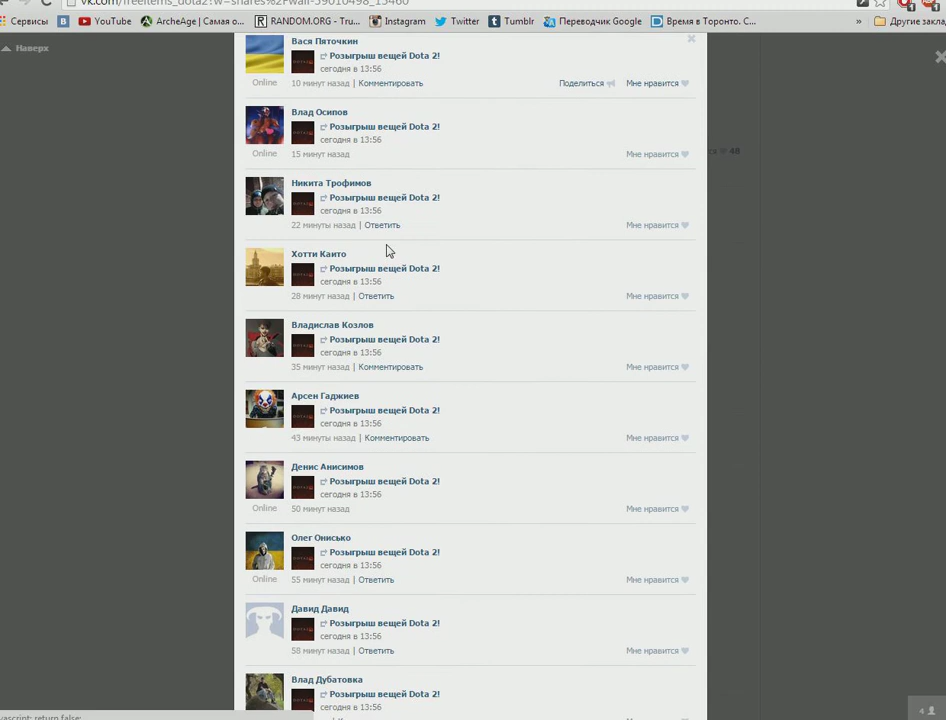 vk.com/freeitems_dota2?w=shares%2Fwall-59010498_15460
Сервисы YouTube ArcheAge | Самая о... RANDOM.ORG - Tru... Instagram Twitter Tumblr Переводчик Google Время в Торонто. С... » Другие закла
Наверх
Вася Пяточкин
Розыгрыш вещей Dota 2!
сегодня в 13:56
Online
10 минут назад | Комментировать Поделиться Мне нравится
48
Влад Осипов
Розыгрыш вещей Dota 2!
сегодня в 13:56
Online
15 минут назад Мне нравится
Никита Трофимов
Розыгрыш вещей Dota 2!
сегодня в 13:56
22 минуты назад | Ответить Мне нравится
Хотти Каито
Розыгрыш вещей Dota 2!
сегодня в 13:56
28 минут назад | Ответить Мне нравится
Владислав Козлов
Розыгрыш вещей Dota 2!
сегодня в 13:56
35 минут назад | Комментировать Мне нравится
Арсен Гаджиев
Розыгрыш вещей Dota 2!
сегодня в 13:56
43 минуты назад | Комментировать Мне нравится
Денис Анисимов
Розыгрыш вещей Dota 2!
сегодня в 13:56
Online
50 минут назад Мне нравится
Олег Онисько
Розыгрыш вещей Dota 2!
сегодня в 13:56
Online
55 минут назад | Ответить Мне нравится
Давид Давид
Розыгрыш вещей Dota 2!
сегодня в 13:56
58 минут назад | Ответить Мне нравится
Влад Дубатовка
Розыгрыш вещей Dota 2!
сегодня в 13:56
4